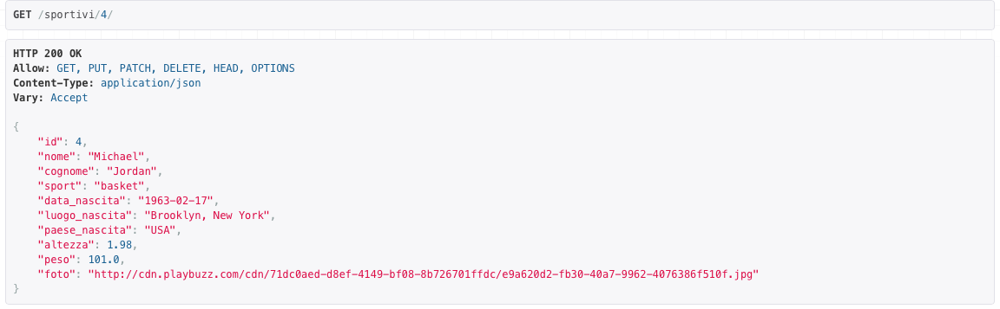 GET /sportivi/4/
HTTP 200 OK
Allow: GET, PUT, PATCH, DELETE, HEAD, OPTIONS
Content-Type: application/json
Vary: Accept
{
    "id": 4,
    "nome": "Michael",
    "cognome": "Jordan",
    "sport": "basket",
    "data_nascita": "1963-02-17",
    "luogo_nascita": "Brooklyn, New York",
    "paese_nascita": "USA",
    "altezza": 1.98,
    "peso": 101.0,
    "foto": "http://cdn.playbuzz.com/cdn/71dc0aed-d8ef-4149-bf08-8b726701ffdc/e9a620d2-fb30-40a7-9962-4076386f510f.jpg"
}